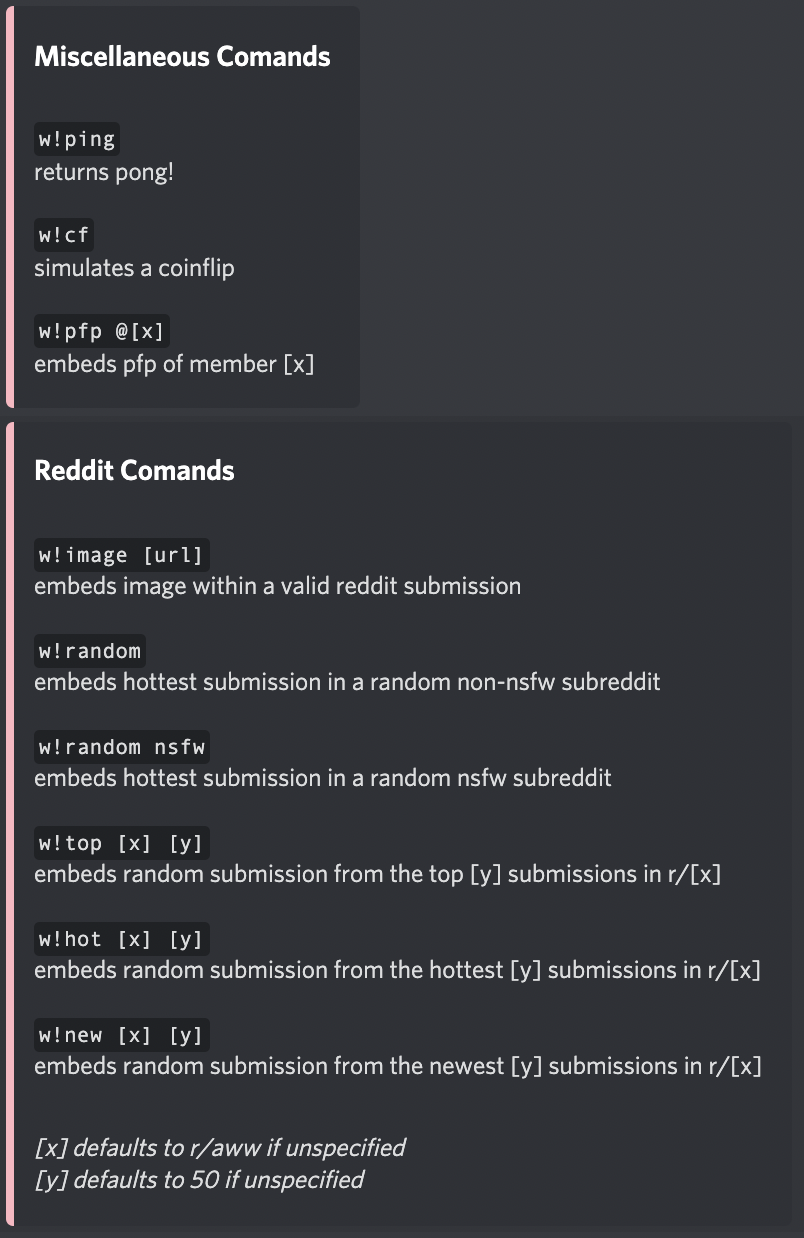 Miscellaneous Comands
w!ping
returns pong!
w!cf
simulates a coinflip
w!pfp @[x]
embeds pfp of member [x]
Reddit Comands
w!image [url]
embeds image within a valid reddit submission
w!random
embeds hottest submission in a random non-nsfw subreddit
w!random nsfw
embeds hottest submission in a random nsfw subreddit
w!top [x] [y]
embeds random submission from the top [y] submissions in r/[x]
w!hot [x] [y]
embeds random submission from the hottest [y] submissions in r/[x]
w!new [x] [y]
embeds random submission from the newest [y] submissions in r/[x]
[x] defaults to r/aww if unspecified
[y] defaults to 50 if unspecified